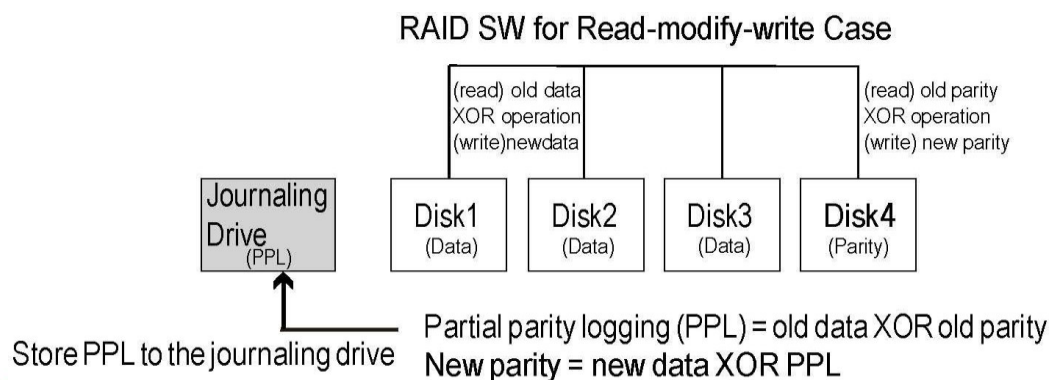 RAID SW for Read-modify-write Case
(read) old data
XOR operation
(write)newdata
(read) old parity
XOR operation
(write) new parity
Journaling
Drive
(PPL)
Disk1
(Data)
Disk2
(Data)
Disk3
(Data)
Disk4
(Parity)
Store PPL to the journaling drive
Partial parity logging (PPL) = old data XOR old parity
New parity = new data XOR PPL